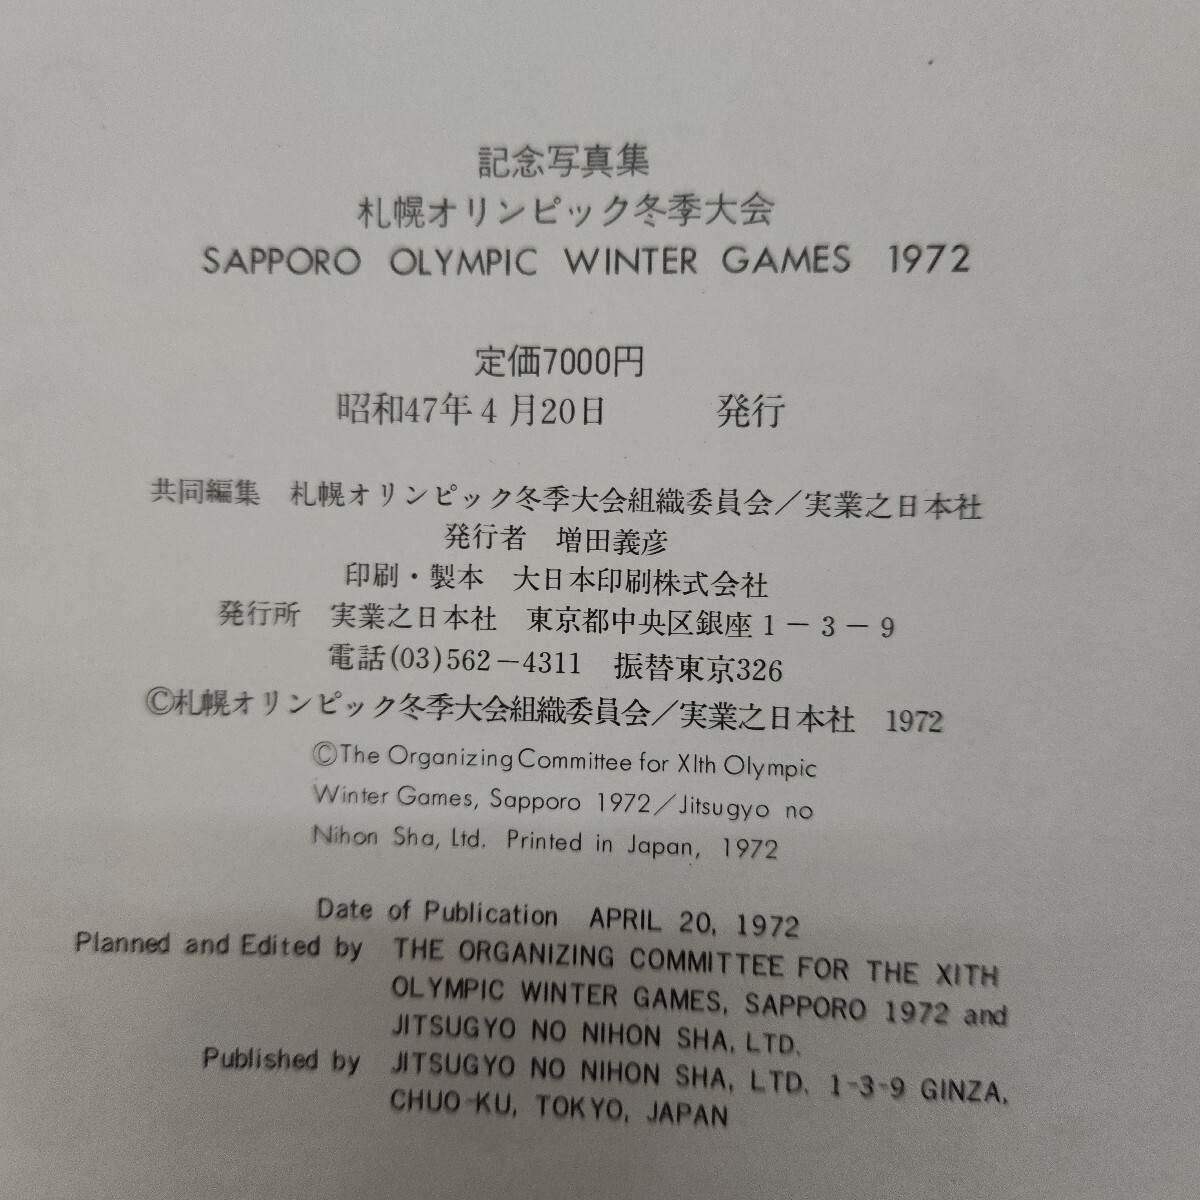 記念写真集
札幌オリンピック冬季大会
SAPPORO OLYMPIC WINTER GAMES 1972
定価7000円
昭和47年4月20日 発行
共同編集 札幌オリンピック冬季大会組織委員会／実業之日本社
発行者 増田義彦
印刷・製本 大日本印刷株式会社
発行所 実業之日本社 東京都中央区銀座1-3-9
電話(03)562-4311 振替東京326
©札幌オリンピック冬季大会組織委員会／実業之日本社 1972
©The Organizing Committee for XIth Olympic
Winter Games, Sapporo 1972／Jitsugyo no
Nihon Sha, Ltd. Printed in Japan, 1972
Date of Publication APRIL 20, 1972
Planned and Edited by THE ORGANIZING COMMITTEE FOR THE XITH
OLYMPIC WINTER GAMES, SAPPORO 1972 and
JITSUGYO NO NIHON SHA, LTD.
Published by JITSUGYO NO NIHON SHA, LTD. 1-3-9 GINZA,
CHUO-KU, TOKYO, JAPAN